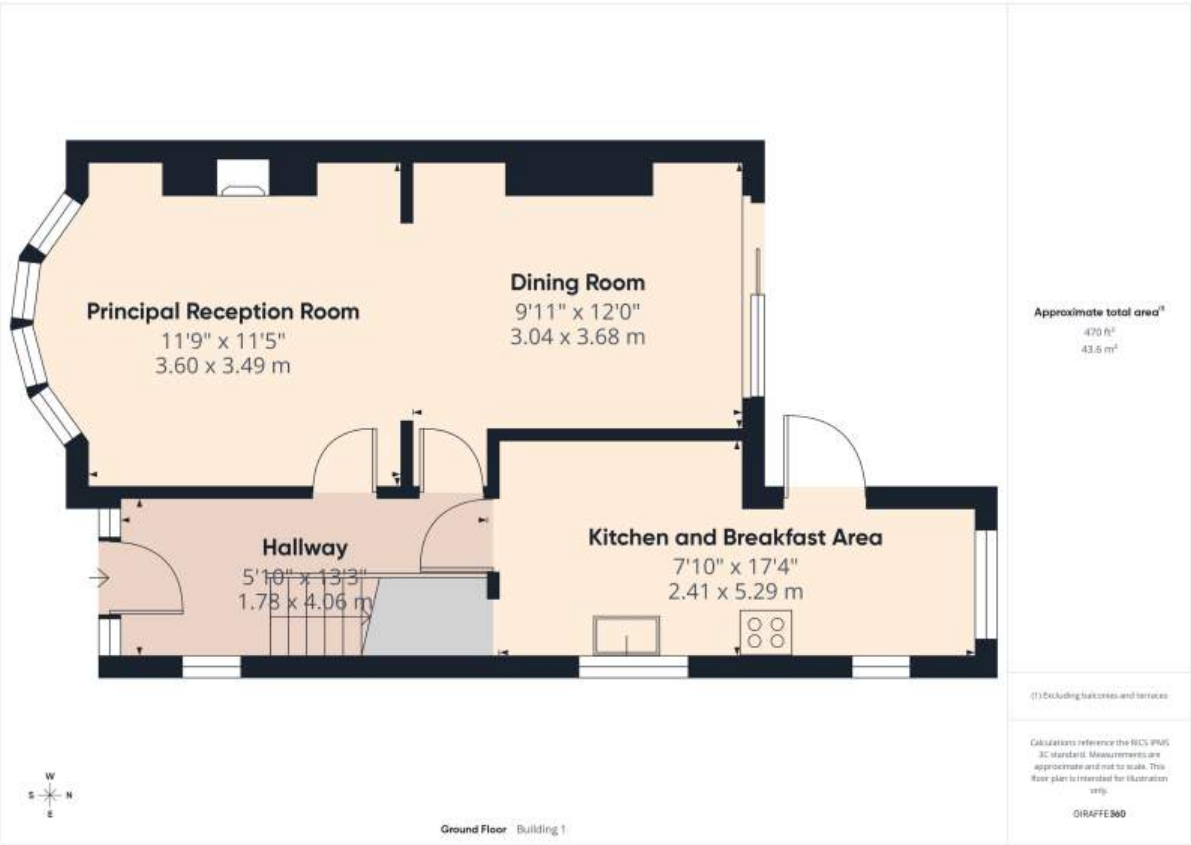 Principal Reception Room
11'9" x 11'5"
3.60 x 3.49 m
Dining Room
9'11" x 12'0"
3.04 x 3.68 m
Hallway
5'10" x 13'3"
1.78 x 4.06 m
Kitchen and Breakfast Area
7'10" x 17'4"
2.41 x 5.29 m
Approximate total area⁽¹⁾
470 ft²
43.6 m²
(1) Excluding balconies and terraces
Calculations reference the RICS IPMS
3C standard. Measurements are
approximate and not to scale. This
floor plan is intended for illustration
only.
GIRAFFE360
W
S N
E
Ground Floor Building 1